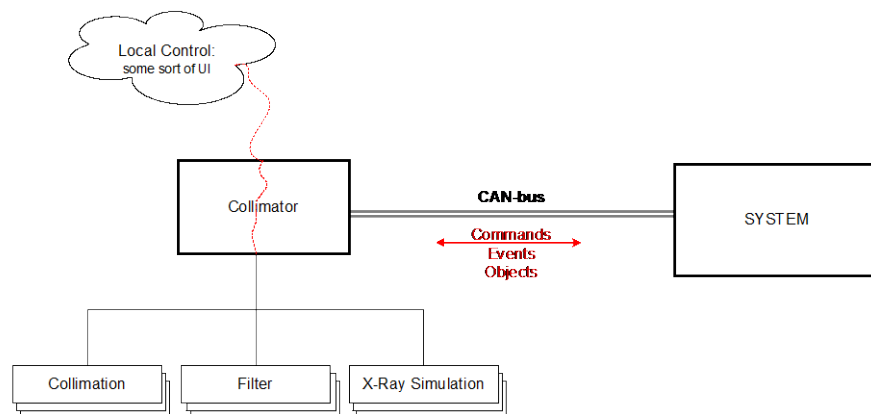 Local Control:
some sort of UI
Collimator
CAN-bus
SYSTEM
Commands
Events
Objects
Collimation
Filter
X-Ray Simulation